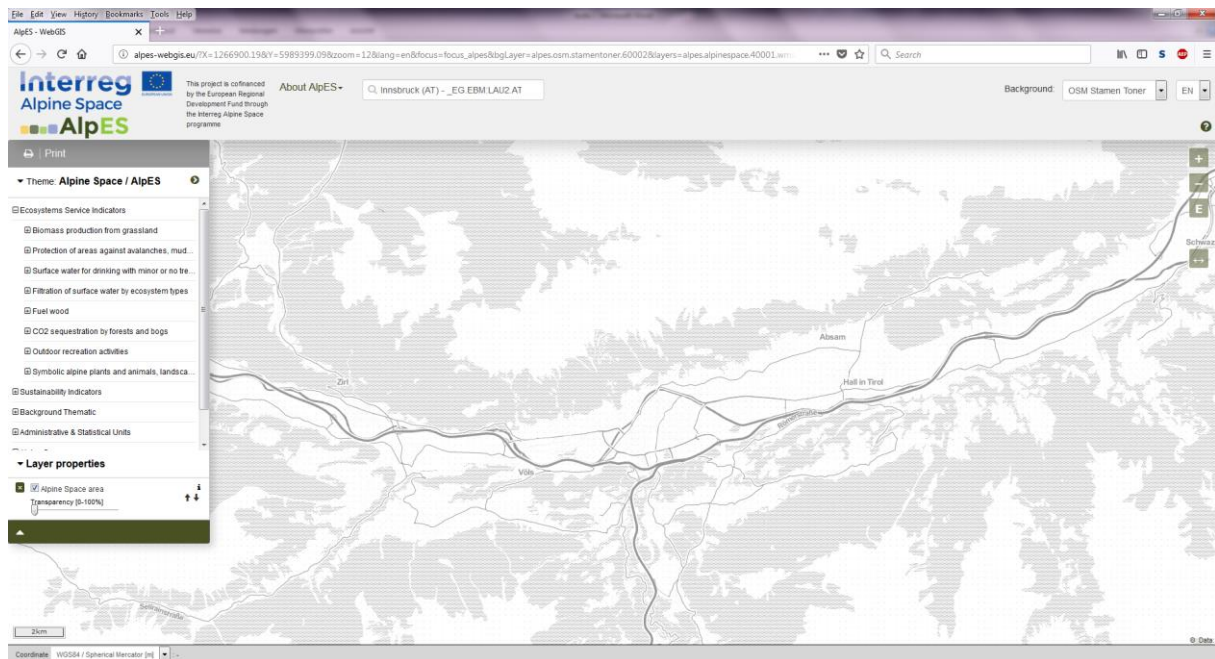 File Edit View History Bookmarks Tools Help
AlpES - WebGIS
alpes-webgis.eu/?X=1266900.19&Y=5989399.09&zoom=12&lang=en&focus=focus_alpes&bgLayer=alpes.osm.stamentoner.60002&layers=alpes.alpinespace.40001.wm
Search
Interreg
Alpine Space
AlpES
EUROPEAN UNION
This project is cofinanced
by the European Regional
Development Fund through
the Interreg Alpine Space
programme
About AlpES
Innsbruck (AT) - _EG.EBM:LAU2.AT
Background: OSM Stamen Toner EN
Print
Theme: Alpine Space / AlpES
Ecosystems Service Indicators
Biomass production from grassland
Protection of areas against avalanches, mud...
Surface water for drinking with minor or no tre...
Filtration of surface water by ecosystem types
Fuel wood
CO2 sequestration by forests and bogs
Outdoor recreation activities
Symbolic alpine plants and animals, landsca...
Sustainability Indicators
Background Thematic
Administrative & Statistical Units
Layer properties
Alpine Space area
Transparency [0-100%]
E
Schwaz
Absam
Zirl
Hall in Tirol
Völs
Sellraintalstraße
2km
© Data
Coordinate WGS84 / Spherical Mercator [m] : -